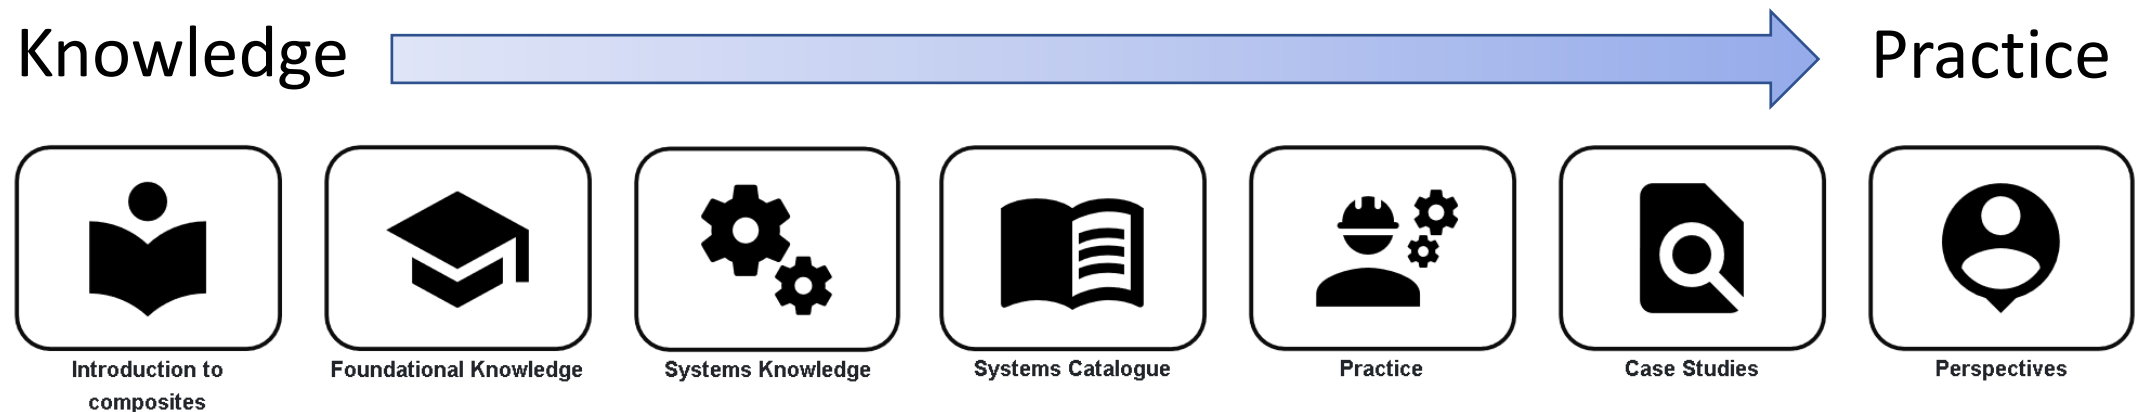 Knowledge
Practice
Introduction to
composites
Foundational Knowledge
Systems Knowledge
Systems Catalogue
Practice
Case Studies
Perspectives